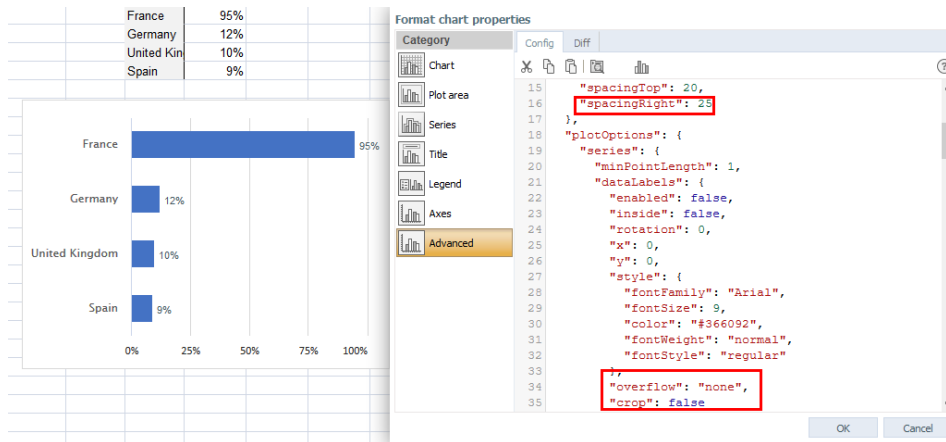 France 95%
Germany 12%
United Kin 10%
Spain 9%
France 95%
Germany 12%
United Kingdom 10%
Spain 9%
0% 25% 50% 75% 100%
Format chart properties
Category
Chart
Plot area
Series
Title
Legend
Axes
Advanced
Config Diff
15 "spacingTop": 20,
16 "spacingRight": 25
17 },
18 "plotOptions": {
19 "series": {
20 "minPointLength": 1,
21 "dataLabels": {
22 "enabled": false,
23 "inside": false,
24 "rotation": 0,
25 "x": 0,
26 "y": 0,
27 "style": {
28 "fontFamily": "Arial",
29 "fontSize": 9,
30 "color": "#366092",
31 "fontWeight": "normal",
32 "fontStyle": "regular"
33 },
34 "overflow": "none",
35 "crop": false
OK Cancel